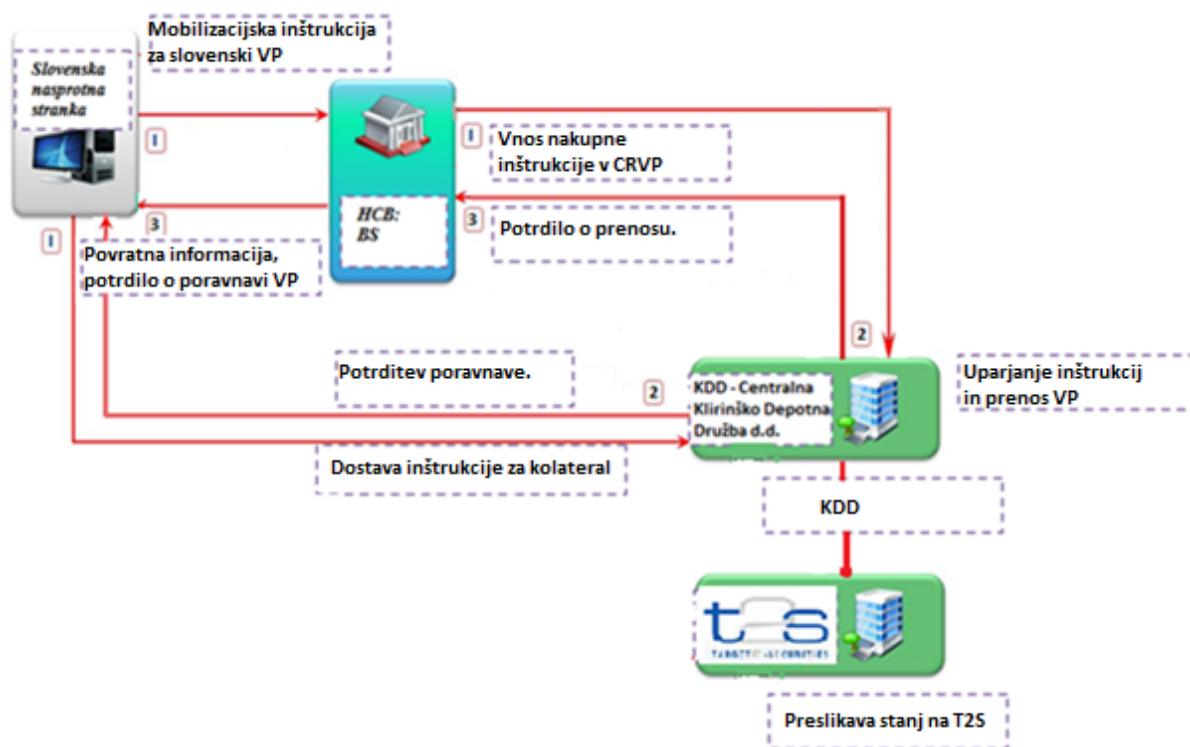 Mobilizacijska inštrukcija
za slovenski VP
Slovenska
nasprotna
stranka
1
1
Vnos nakupne
inštrukcije v CRVP
3
HCB:
BS
3
Potrdilo o prenosu.
1
Povratna informacija,
potrdilo o poravnavi VP
2
Potrditev poravnave.
2
KDD - Centralna
Klirinško Depotna
Družba d.d.
Uparjanje inštrukcij
in prenos VP
Dostava inštrukcije za kolateral
KDD
t2s
Preslikava stanj na T2S